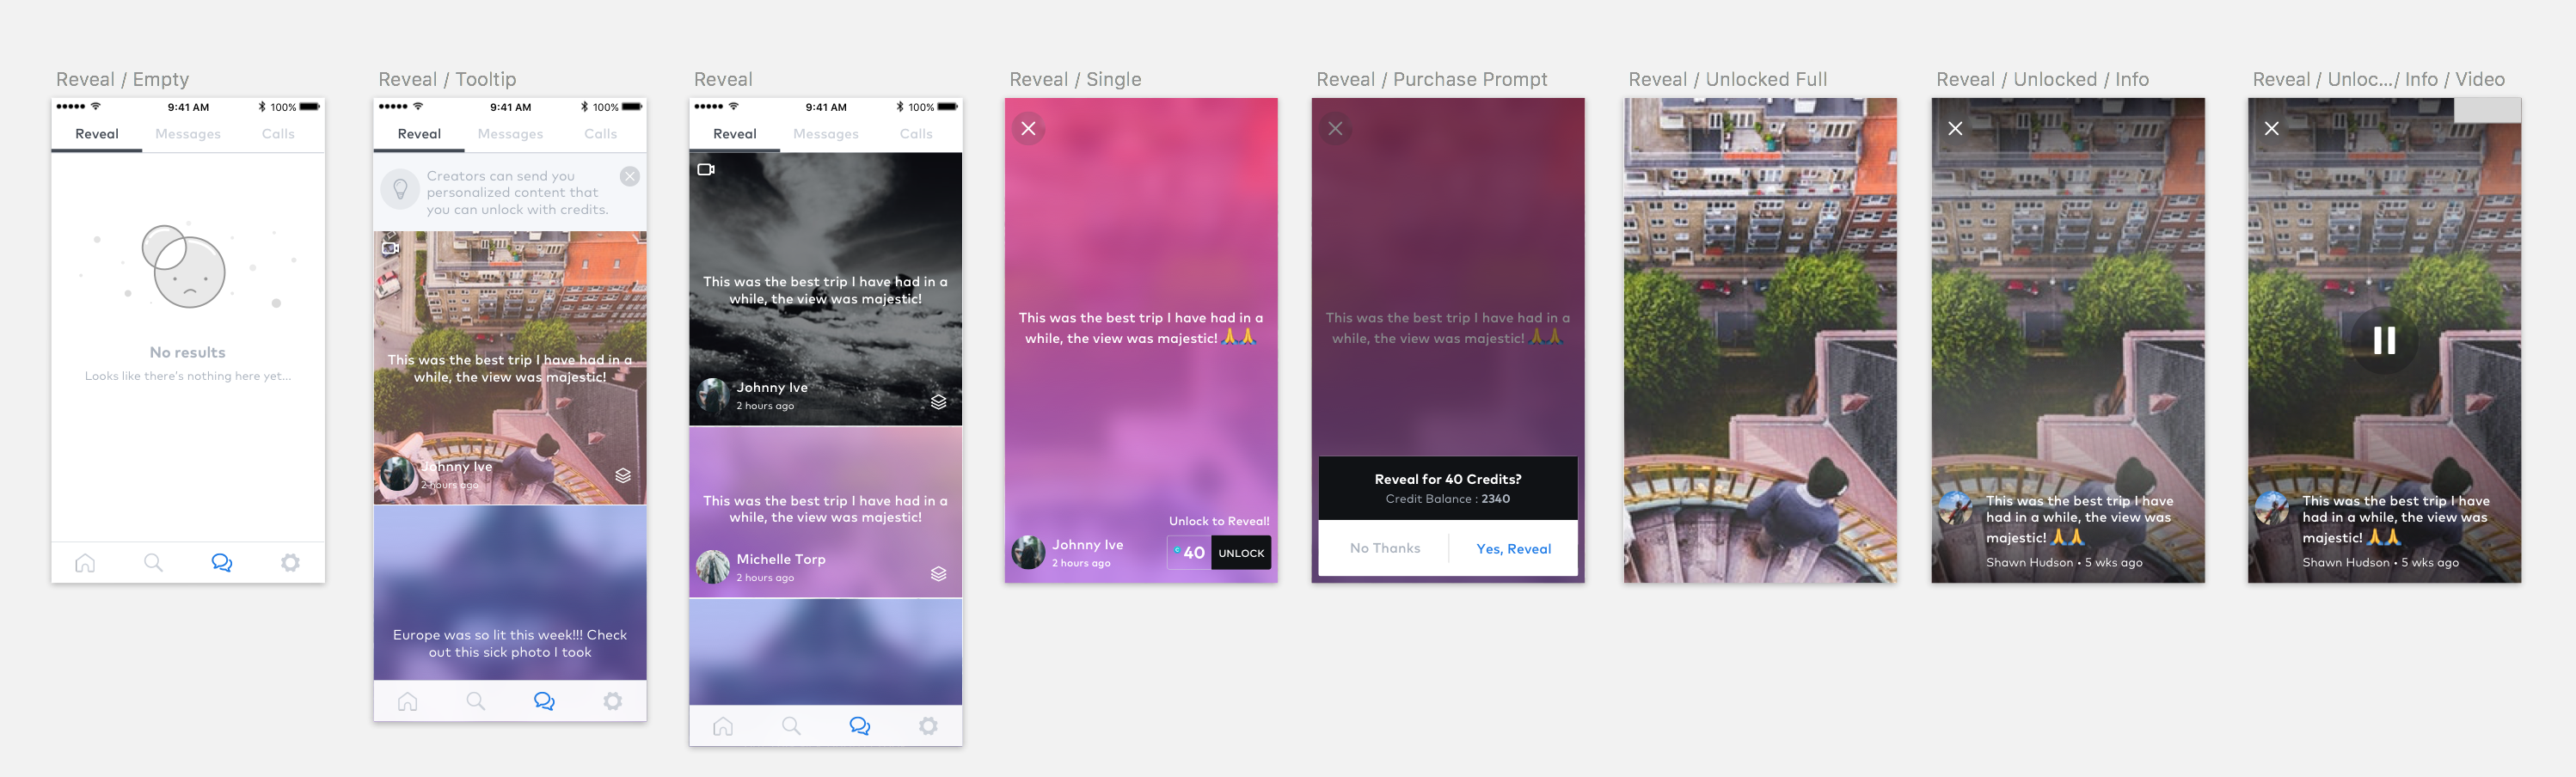 Reveal / Empty
9:41 AM
100%
Reveal
Messages
Calls
No results
Looks like there's nothing here yet...
Reveal / Tooltip
9:41 AM
100%
Reveal
Messages
Calls
Creators can send you
personalized content that
you can unlock with credits.
This was the best trip I have had in a
while, the view was majestic!
Johnny Ive
2 hours ago
Europe was so lit this week!!! Check
out this sick photo I took
Reveal
9:41 AM
100%
Reveal
Messages
Calls
This was the best trip I have had in a
while, the view was majestic!
Johnny Ive
2 hours ago
This was the best trip I have had in a
while, the view was majestic!
Michelle Torp
2 hours ago
Reveal / Single
This was the best trip I have had in a
while, the view was majestic! 🙏🙏
Unlock to Reveal!
Johnny Ive
2 hours ago
40
UNLOCK
Reveal / Purchase Prompt
This was the best trip I have had in a
while, the view was majestic! 🙏🙏
Reveal for 40 Credits?
Credit Balance : 2340
No Thanks
Yes, Reveal
Reveal / Unlocked Full
Reveal / Unlocked / Info
This was the best trip I have
had in a while, the view was
majestic! 🙏🙏
Shawn Hudson • 5 wks ago
Reveal / Unloc.../ Info / Video
This was the best trip I have
had in a while, the view was
majestic! 🙏🙏
Shawn Hudson • 5 wks ago